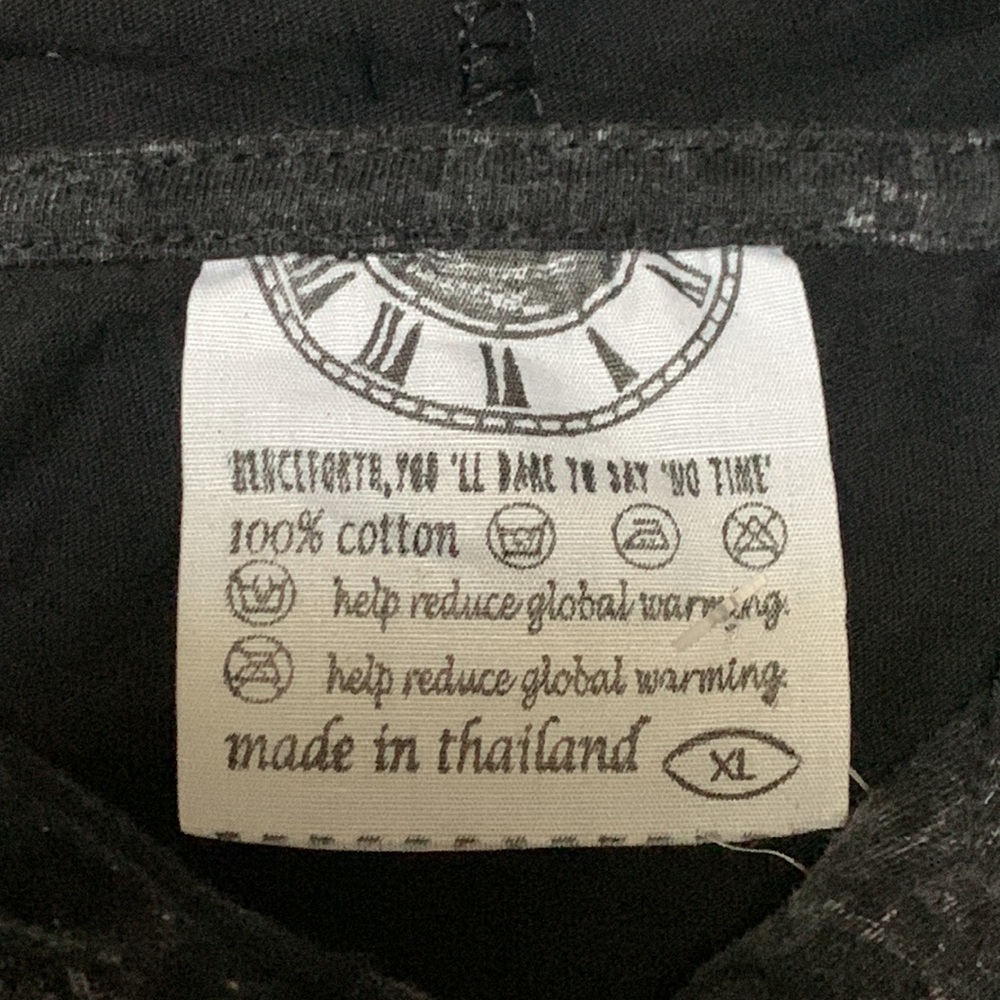 HENCEFORTH, YOU 'LL DARE TO SAY 'NO TIME'
100% cotton
help reduce global warming.
help reduce global warming.
made in thailand XL